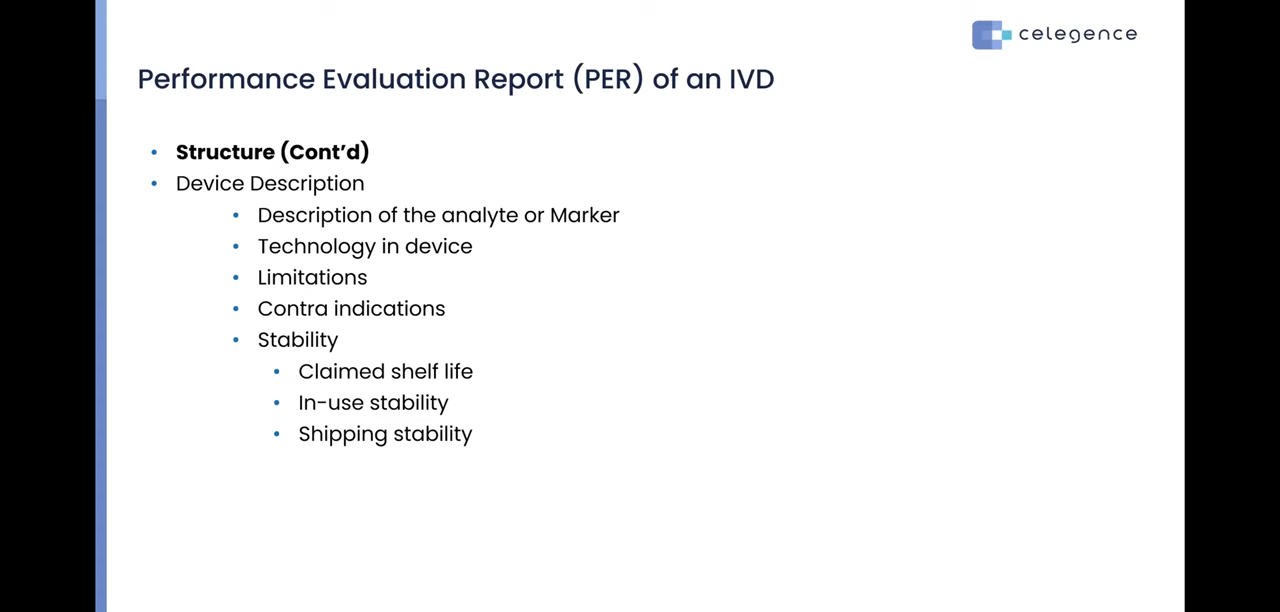 celegence
Performance Evaluation Report (PER) of an IVD
• Structure (Cont’d)
• Device Description
• Description of the analyte or Marker
• Technology in device
• Limitations
• Contra indications
• Stability
• Claimed shelf life
• In-use stability
• Shipping stability